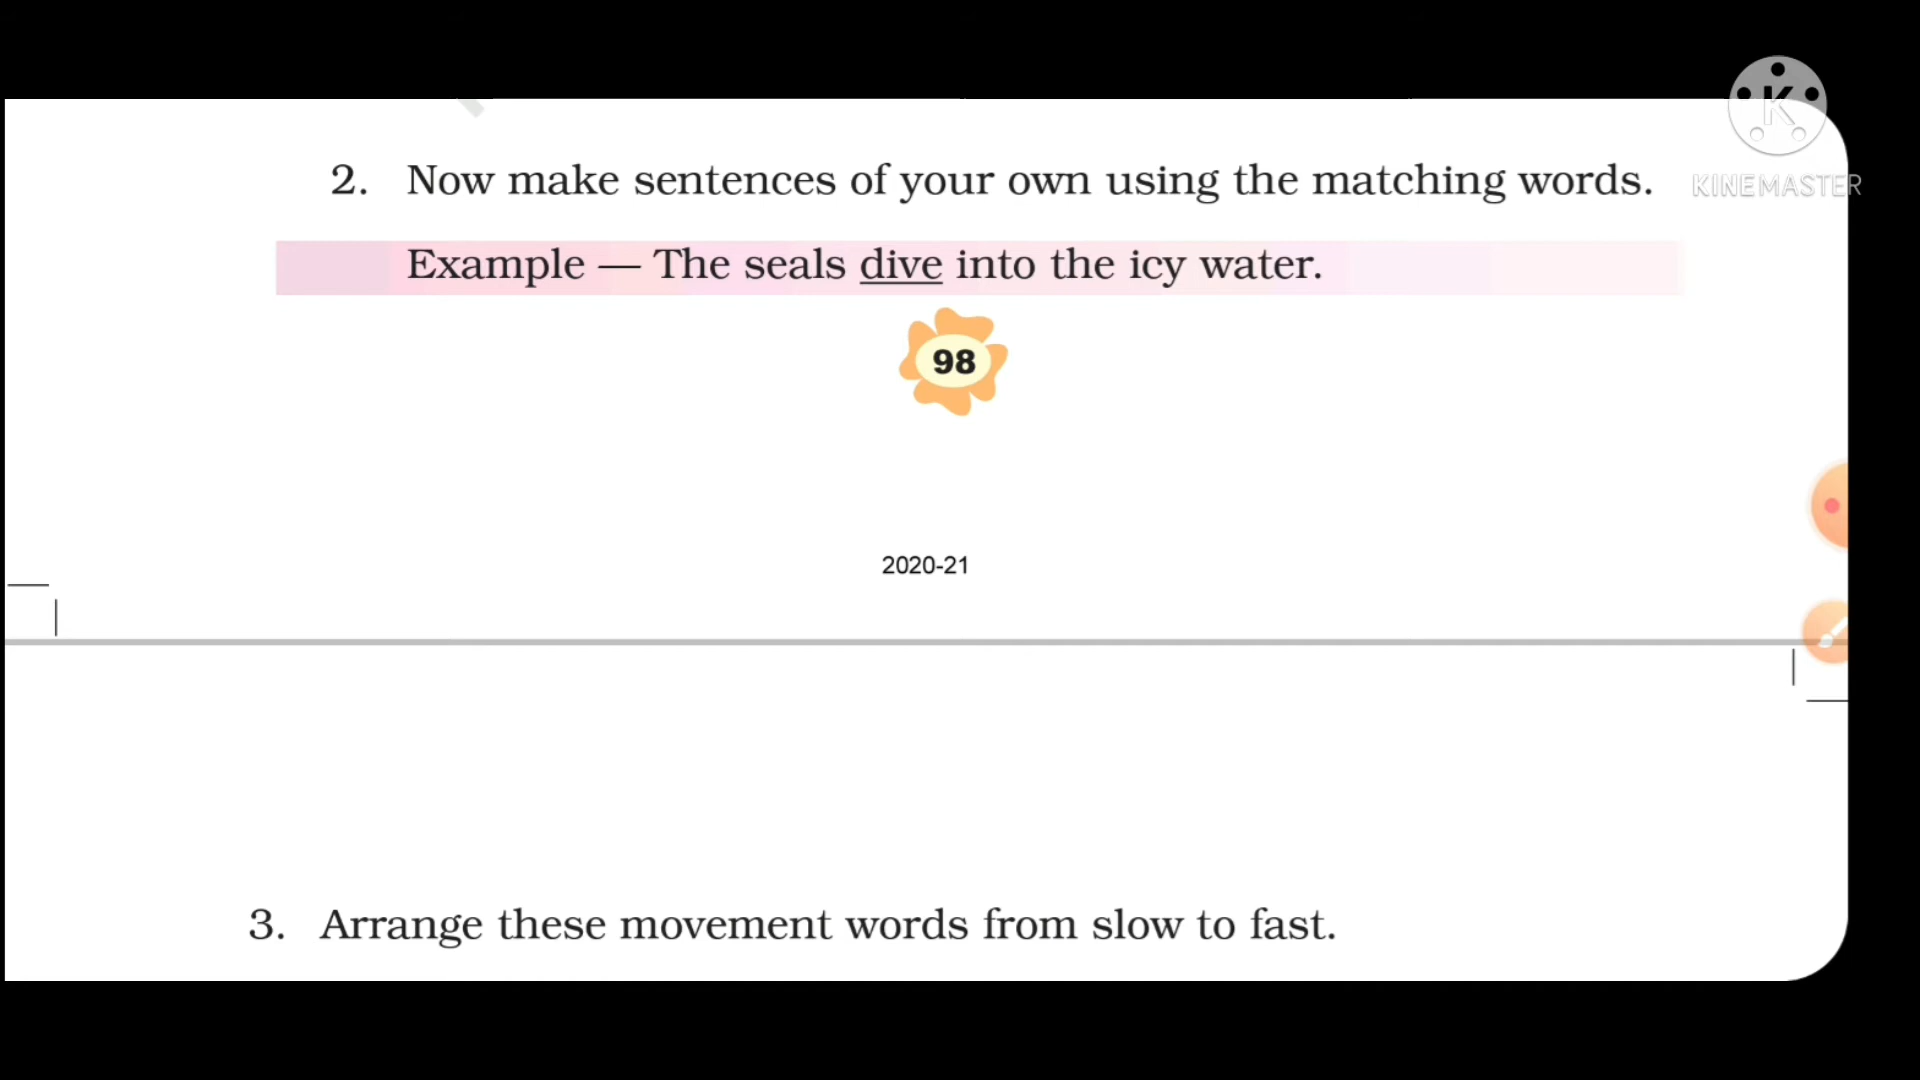 K
KINEMASTER
2. Now make sentences of your own using the matching words.
Example — The seals dive into the icy water.
98
2020-21
3. Arrange these movement words from slow to fast.